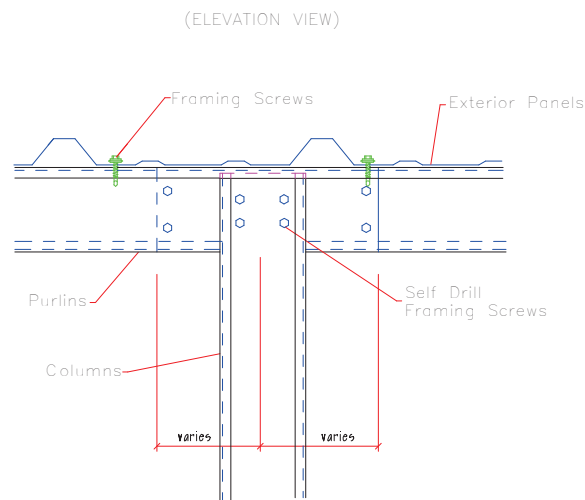 (ELEVATION VIEW)
Framing Screws
Exterior Panels
Purlins
Self Drill
Framing Screws
Columns
varies
varies